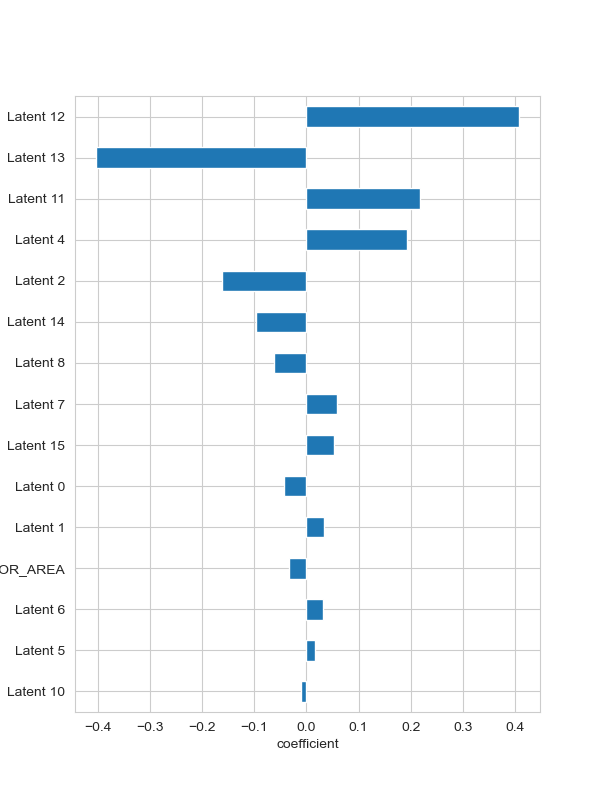 Latent 12
Latent 13
Latent 11
Latent 4
Latent 2
Latent 14
Latent 8
Latent 7
Latent 15
Latent 0
Latent 1
OR_AREA
Latent 6
Latent 5
Latent 10
−0.4 −0.3 −0.2 −0.1 0.0 0.1 0.2 0.3 0.4
coefficient